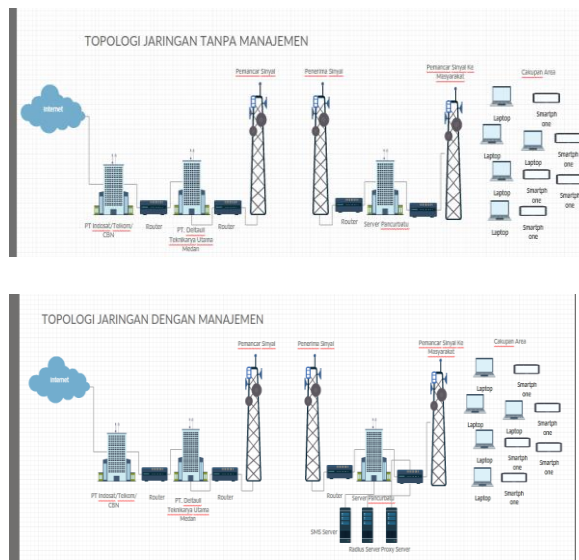 TOPOLOGI JARINGAN TANPA MANAJEMEN
Pemancar Sinyal
Penerima Sinyal
Pemancar Sinyal Ke
Masyarakat
Cakupan Area
Internet
Laptop
Smartph
one
Laptop
Laptop
Smartph
one
Laptop
Smartph
one
Smartph
one
Laptop
Smartph
one
PT Indosat/Telkom/
CBN
Router
PT. Deltauli
Teknikarya Utama
Medan
Router
Router
Server Pancurbatu
TOPOLOGI JARINGAN DENGAN MANAJEMEN
Pemancar Sinyal
Penerima Sinyal
Pemancar Sinyal Ke
Masyarakat
Cakupan Area
Internet
Laptop
Smartph
one
Laptop
Laptop
Smartph
one
Laptop
Smartph
one
Smartph
one
Laptop
Smartph
one
PT Indosat/Telkom/
CBN
Router
PT. Deltauli
Teknikarya Utama
Medan
Router
Router
Server Pancurbatu
SMS Server
Radius Server Proxy Server